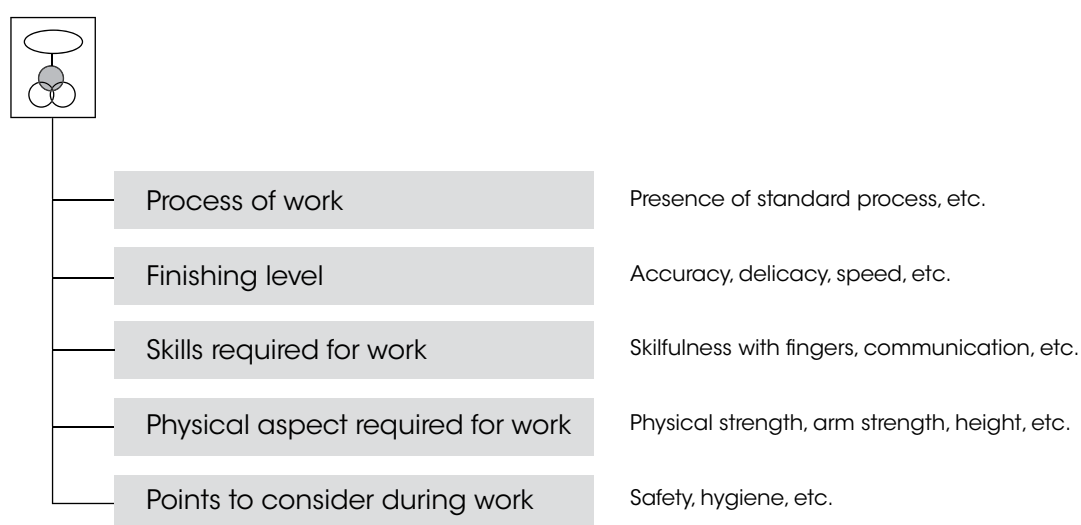 Process of work
Presence of standard process, etc.
Finishing level
Accuracy, delicacy, speed, etc.
Skills required for work
Skilfulness with fingers, communication, etc.
Physical aspect required for work
Physical strength, arm strength, height, etc.
Points to consider during work
Safety, hygiene, etc.